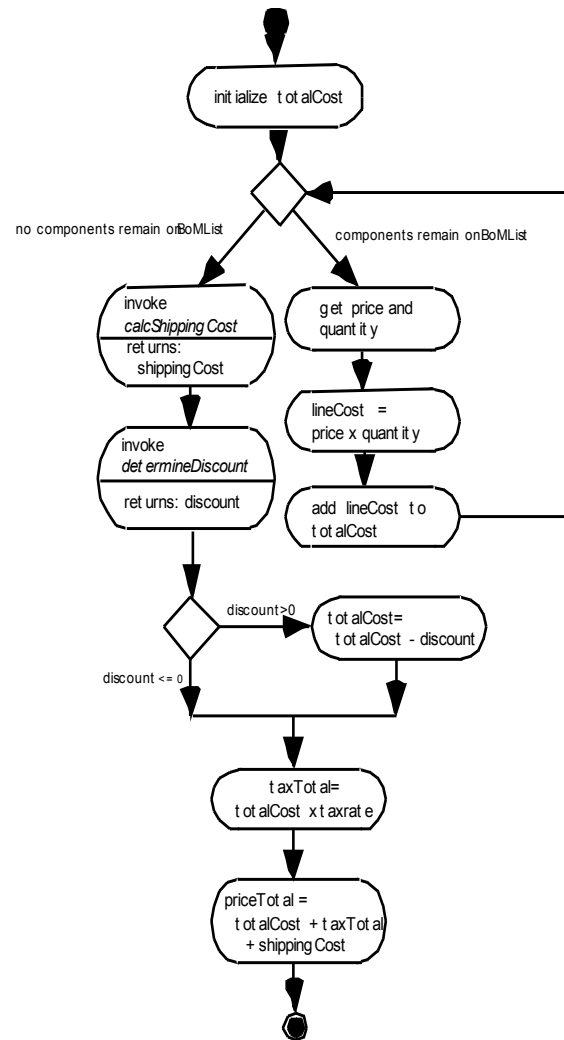 initialize totalCost
no components remain onBoMList
components remain onBoMList
invoke
calcShippingCost
returns:
shippingCost
get price and
quantity
lineCost =
price x quantity
invoke
determineDiscount
returns: discount
add lineCost to
totalCost
discount>0
totalCost=
totalCost - discount
discount <= 0
taxTotal=
totalCost x taxrate
priceTotal =
totalCost + taxTotal
+ shippingCost